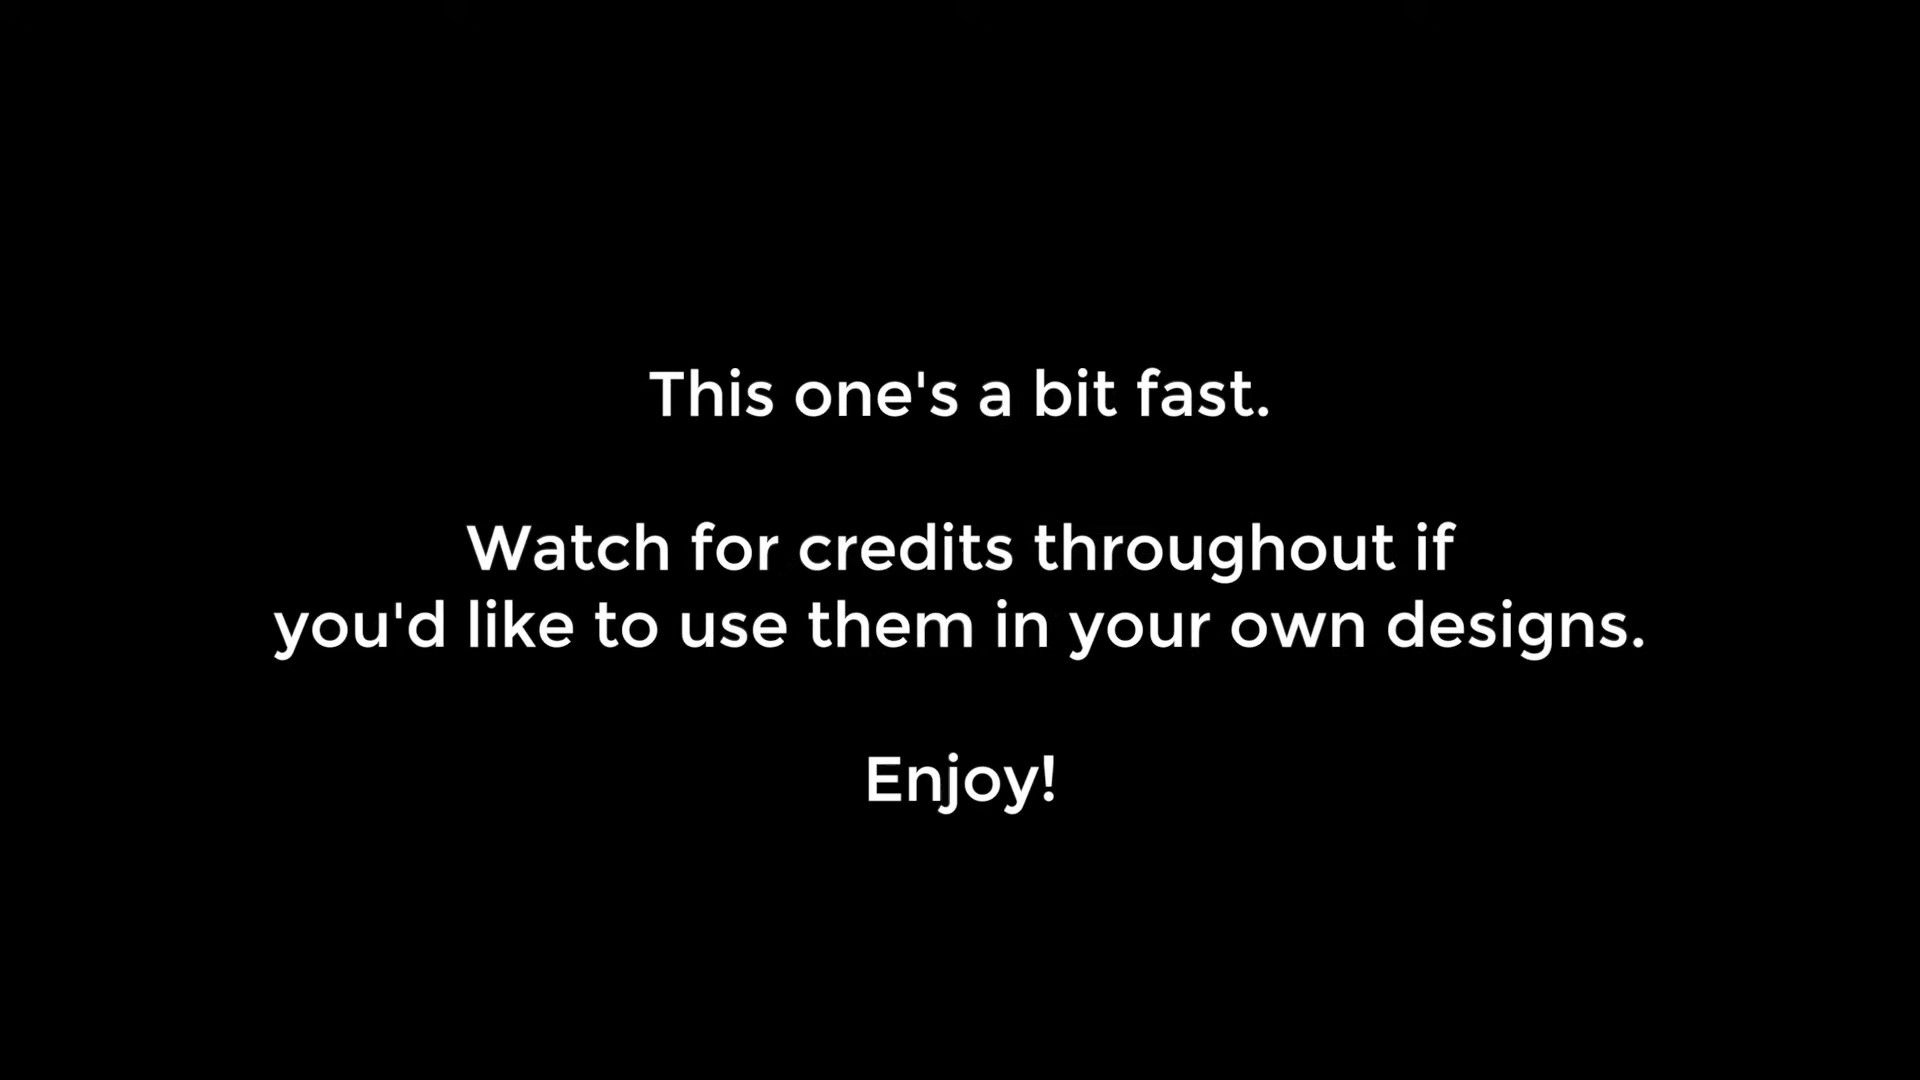 This one's a bit fast.
Watch for credits throughout if
you'd like to use them in your own designs.
Enjoy!